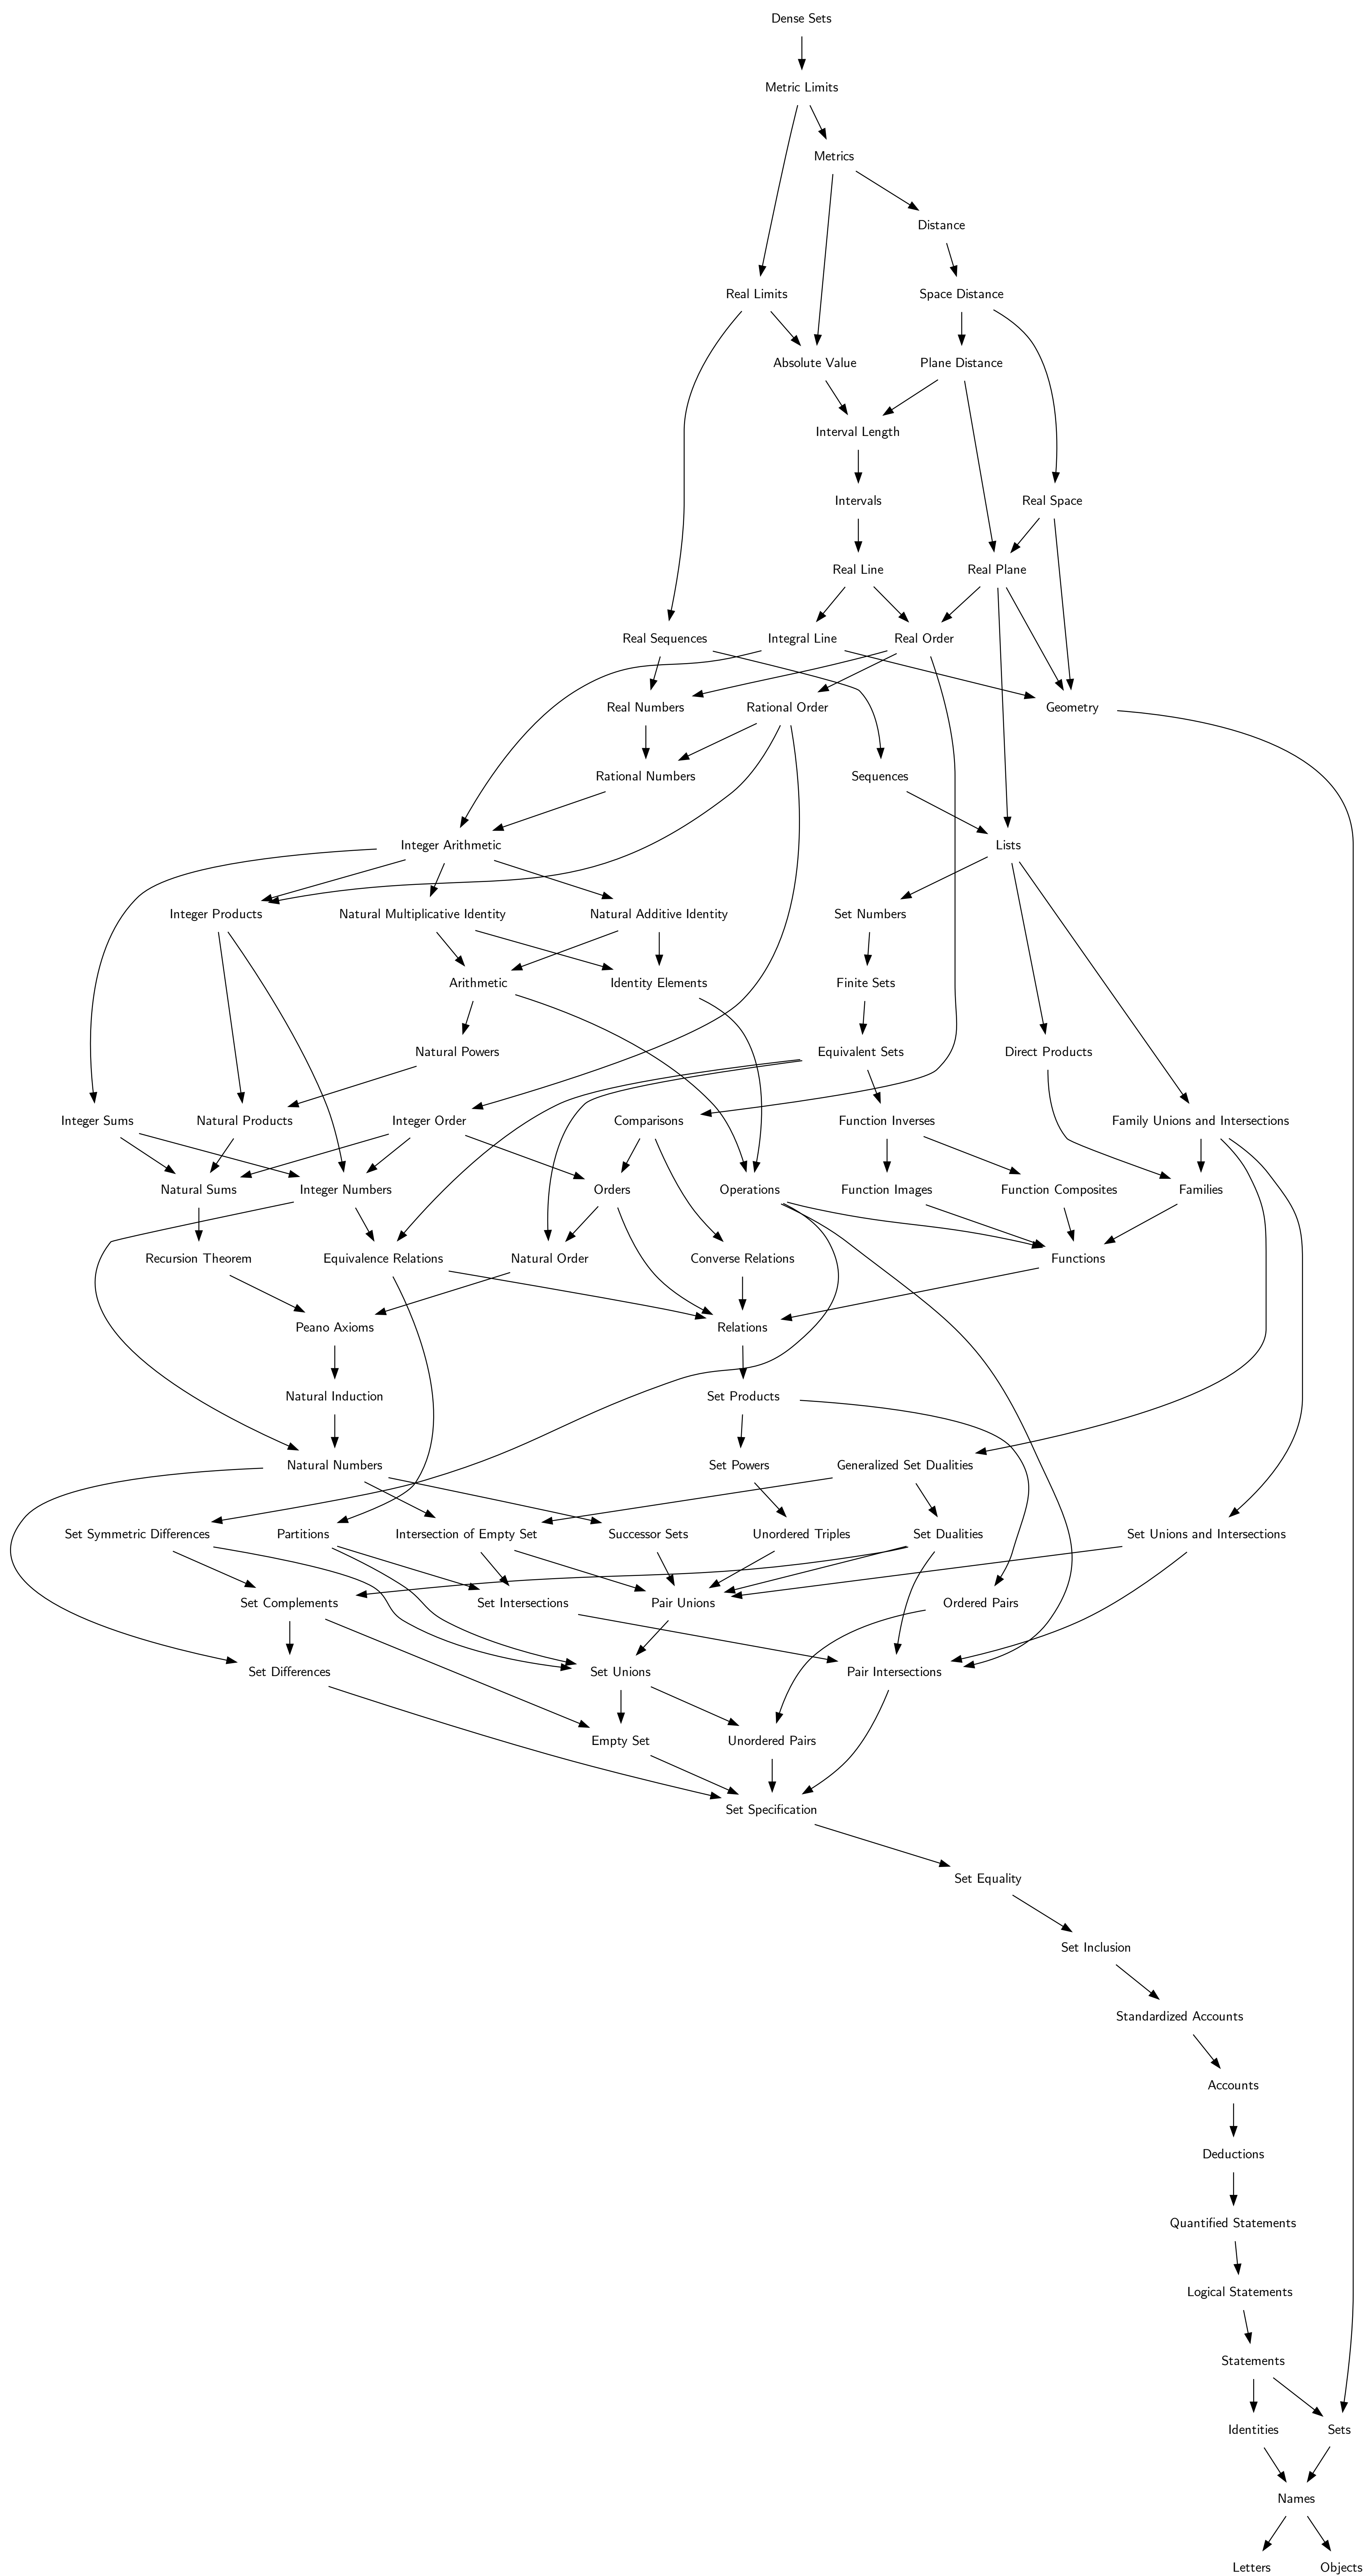 Dense Sets
Metric Limits
Metrics
Distance
Real Limits
Space Distance
Absolute Value
Plane Distance
Interval Length
Intervals
Real Space
Real Line
Real Plane
Real Sequences
Integral Line
Real Order
Real Numbers
Rational Order
Geometry
Rational Numbers
Sequences
Integer Arithmetic
Lists
Integer Products
Natural Multiplicative Identity
Natural Additive Identity
Set Numbers
Arithmetic
Identity Elements
Finite Sets
Natural Powers
Equivalent Sets
Direct Products
Integer Sums
Natural Products
Integer Order
Comparisons
Function Inverses
Family Unions and Intersections
Natural Sums
Integer Numbers
Orders
Operations
Function Images
Function Composites
Families
Recursion Theorem
Equivalence Relations
Natural Order
Converse Relations
Functions
Peano Axioms
Relations
Natural Induction
Set Products
Natural Numbers
Set Powers
Generalized Set Dualities
Set Symmetric Differences
Partitions
Intersection of Empty Set
Successor Sets
Unordered Triples
Set Dualities
Set Unions and Intersections
Set Complements
Set Intersections
Pair Unions
Ordered Pairs
Set Differences
Set Unions
Pair Intersections
Empty Set
Unordered Pairs
Set Specification
Set Equality
Set Inclusion
Standardized Accounts
Accounts
Deductions
Quantified Statements
Logical Statements
Statements
Identities
Sets
Names
Letters
Objects